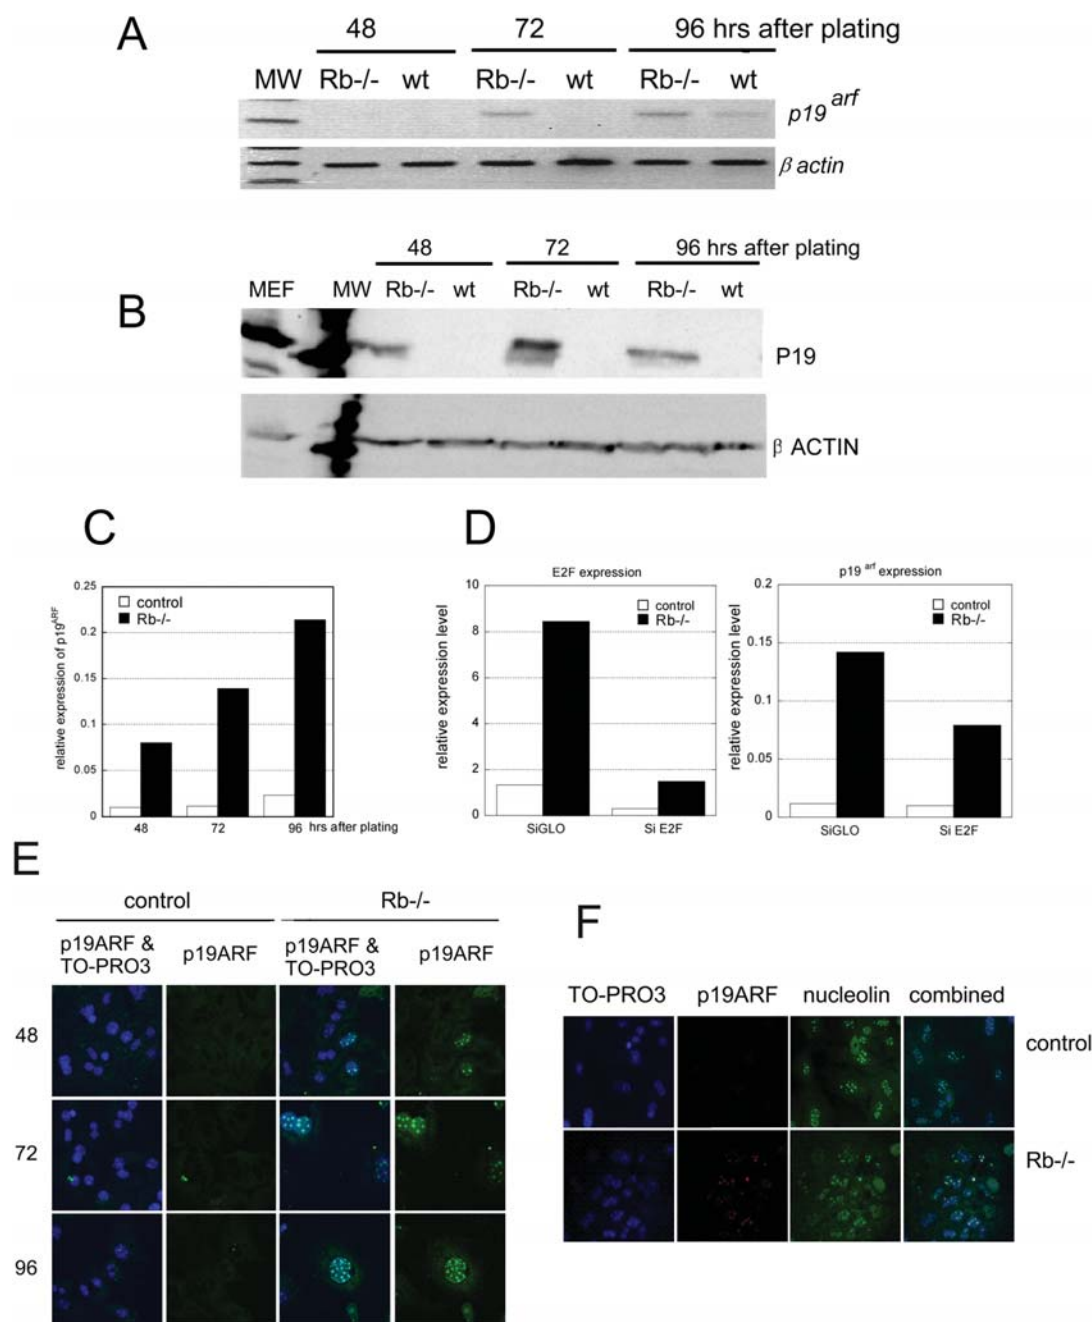 A
48 72 96 hrs after plating
MW Rb-/- wt Rb-/- wt Rb-/- wt
p19 arf
β actin
B
48 72 96 hrs after plating
MEF MW Rb-/- wt Rb-/- wt Rb-/- wt
P19
β ACTIN
C
relative expression of p19ARF
0.25
0.2
0.15
0.1
0.05
0
control
Rb-/-
48 72 96 hrs after plating
D
E2F expression
relative expression level
10
8
6
4
2
0
control
Rb-/-
SiGLO Si E2F
p19 arf expression
relative expression level
0.2
0.15
0.1
0.05
0
control
Rb-/-
SiGLO Si E2F
E
control Rb-/-
p19ARF & TO-PRO3 p19ARF p19ARF & TO-PRO3 p19ARF
48
72
96
F
TO-PRO3 p19ARF nucleolin combined
control
Rb-/-